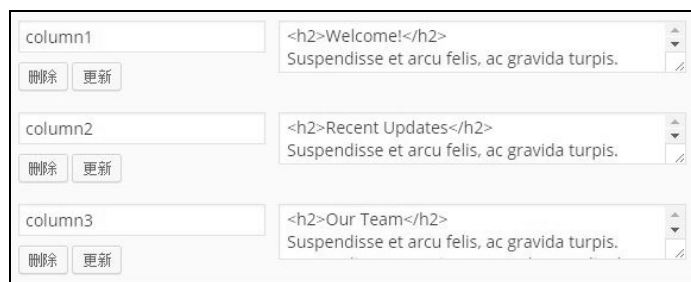 column1
<h2>Welcome!</h2>
Suspendisse et arcu felis, ac gravida turpis.
删除 更新
column2
<h2>Recent Updates</h2>
Suspendisse et arcu felis, ac gravida turpis.
删除 更新
column3
<h2>Our Team</h2>
Suspendisse et arcu felis, ac gravida turpis.
删除 更新